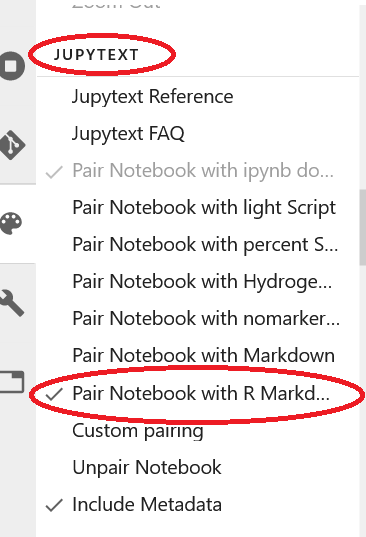 Zoom Out
JUPYTEXT
Jupytext Reference
Jupytext FAQ
Pair Notebook with ipynb do...
Pair Notebook with light Script
Pair Notebook with percent S...
Pair Notebook with Hydroge...
Pair Notebook with nomarker...
Pair Notebook with Markdown
Pair Notebook with R Markd...
Custom pairing
Unpair Notebook
Include Metadata